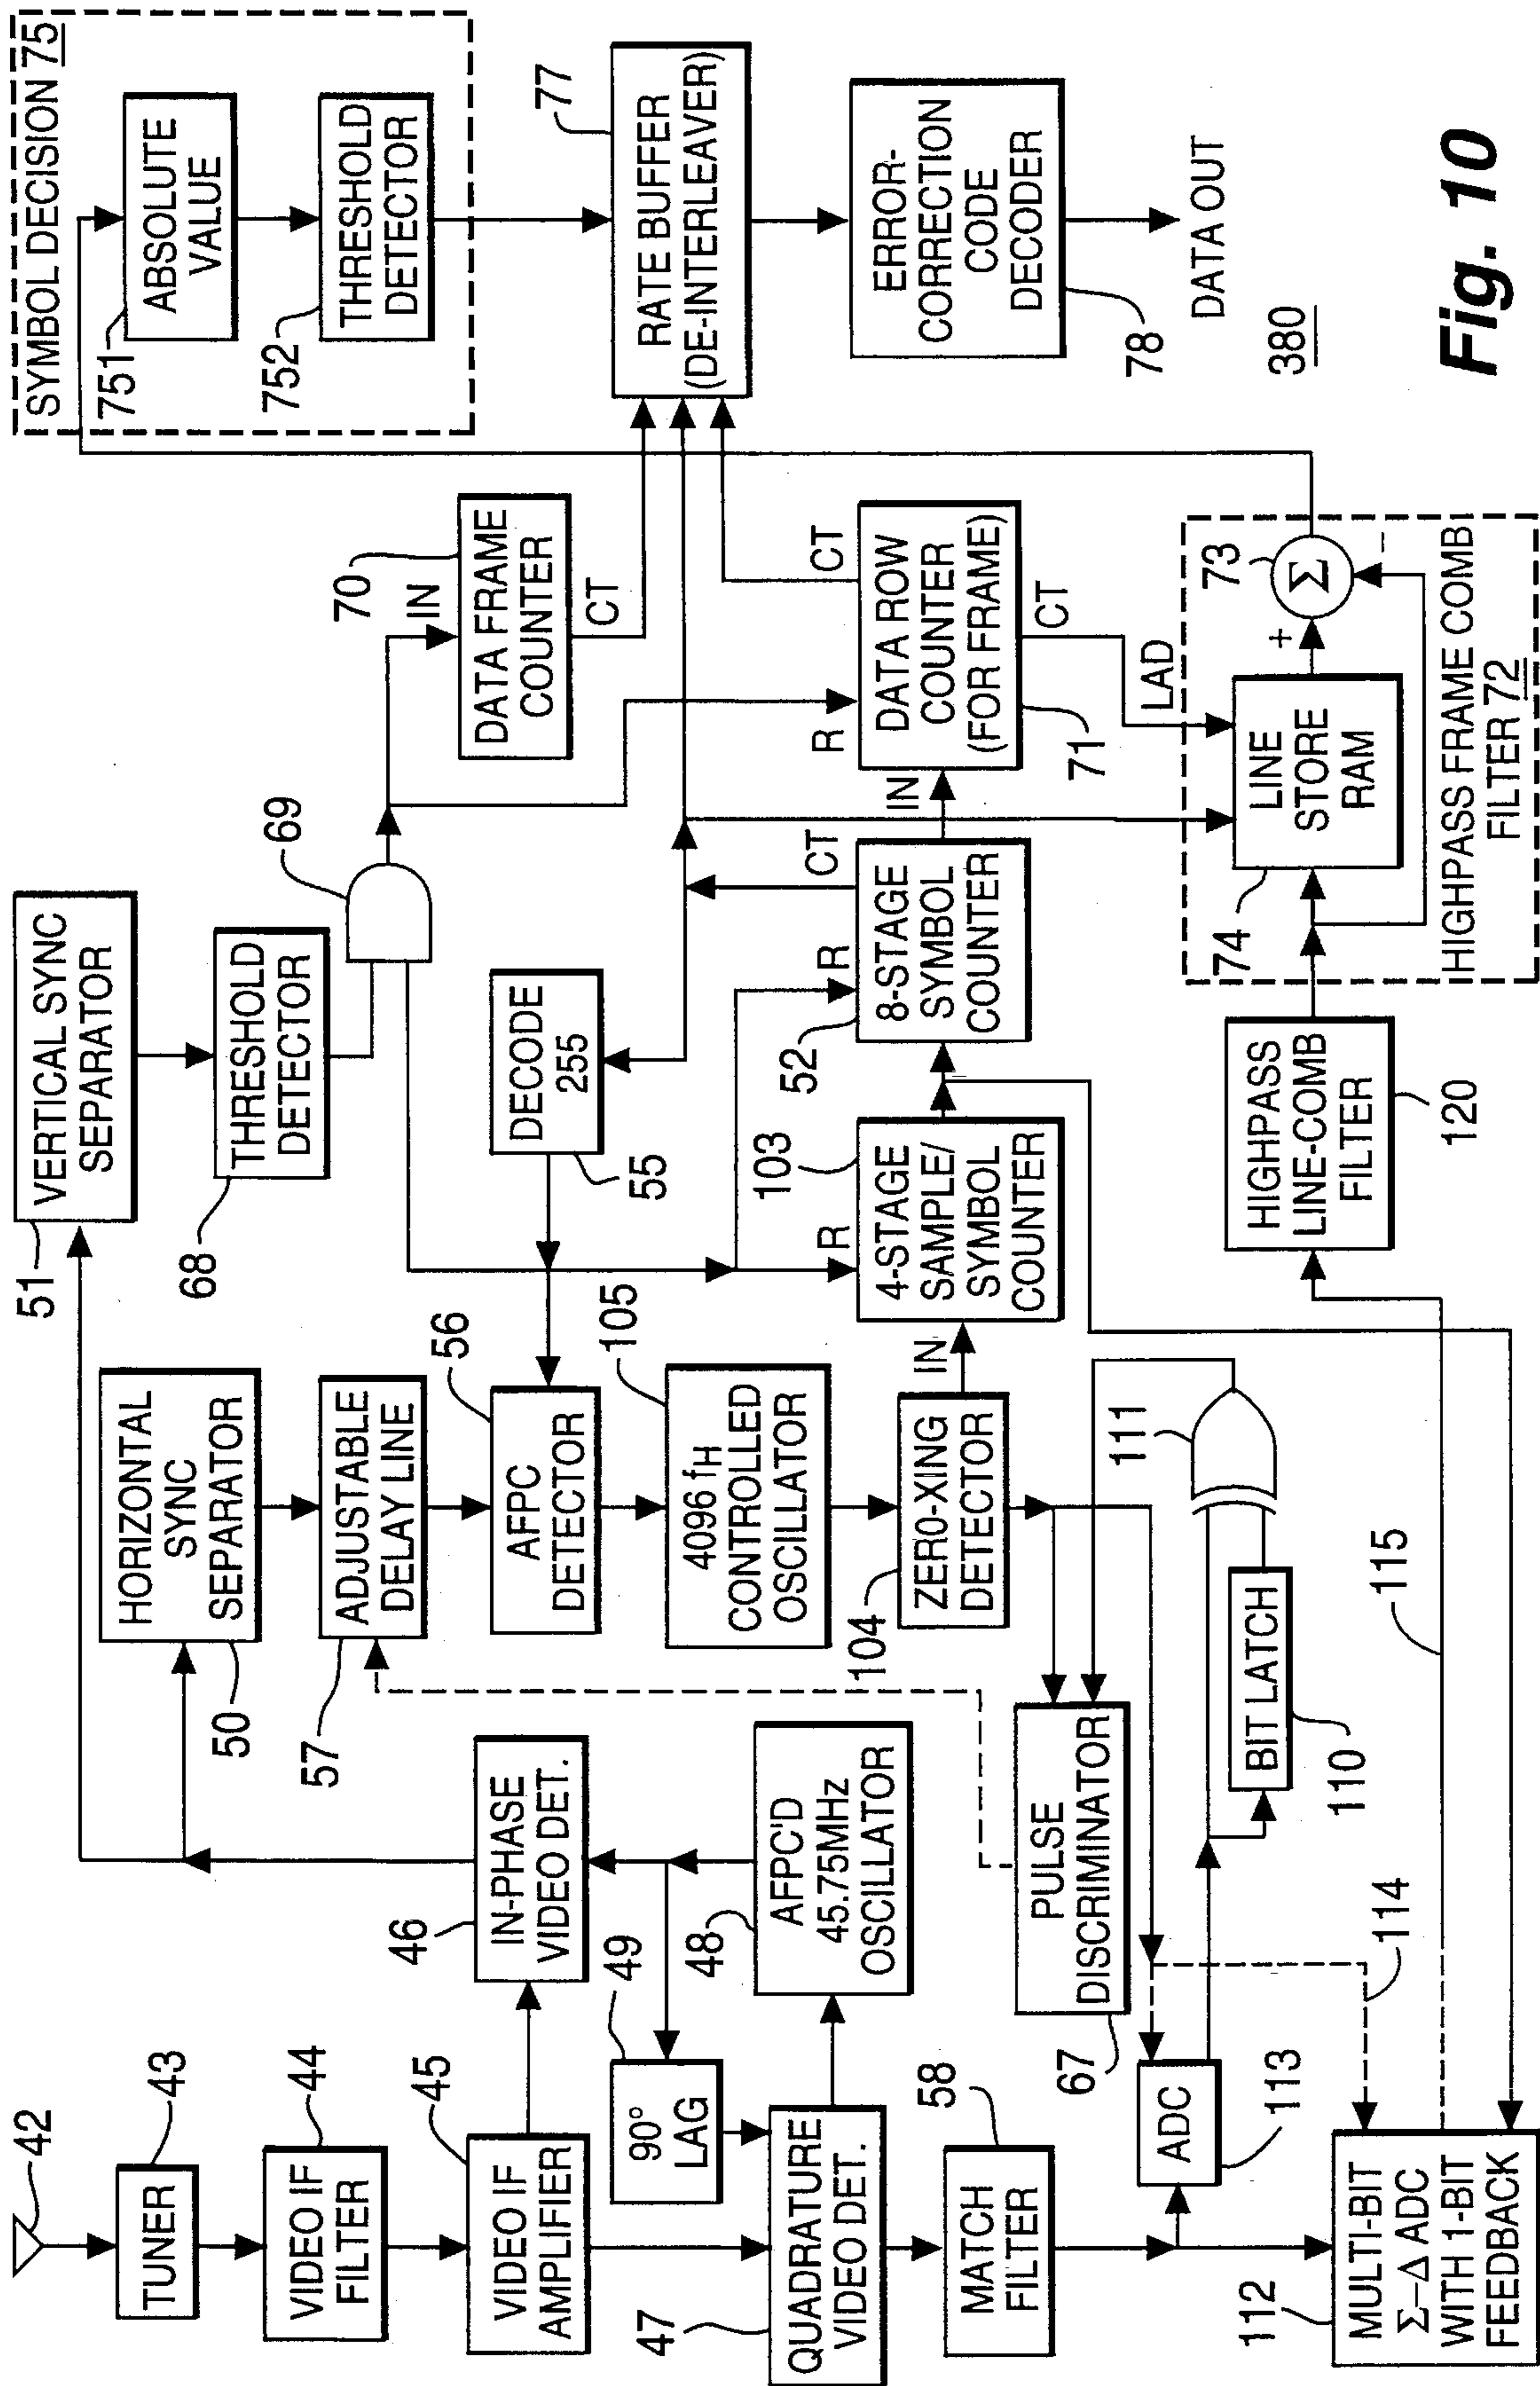 42
43
TUNER
44
VIDEO IF
FILTER
45
VIDEO IF
AMPLIFIER
46
IN-PHASE
VIDEO DET.
49
90°
LAG
48
AFPC'D
45.75MHz
OSCILLATOR
47
QUADRATURE
VIDEO DET.
58
MATCH
FILTER
67
PULSE
DISCRIMINATOR
ADC
113
112
MULTI-BIT
Σ-Δ ADC
WITH 1-BIT
FEEDBACK
114
115
BIT LATCH
110
111
50
HORIZONTAL
SYNC
SEPARATOR
57
ADJUSTABLE
DELAY LINE
56
AFPC
DETECTOR
105
4096 fH
CONTROLLED
OSCILLATOR
104
ZERO-XING
DETECTOR
IN
51
VERTICAL SYNC
SEPARATOR
68
THRESHOLD
DETECTOR
69
DECODE
255
55
103
R
4-STAGE
SAMPLE/
SYMBOL
COUNTER
52
R
8-STAGE
SYMBOL
COUNTER
CT
IN
70
IN
DATA FRAME
COUNTER
CT
R
DATA ROW
COUNTER
(FOR FRAME)
71
CT
CT
LAD
HIGHPASS
LINE-COMB
FILTER
120
74
LINE
STORE
RAM
+
73
Σ
−
HIGHPASS FRAME COMB
FILTER 72
SYMBOL DECISION 75
751
ABSOLUTE
VALUE
752
THRESHOLD
DETECTOR
77
RATE BUFFER
(DE-INTERLEAVER)
ERROR-
CORRECTION
CODE
DECODER
78
DATA OUT
380
Fig. 10